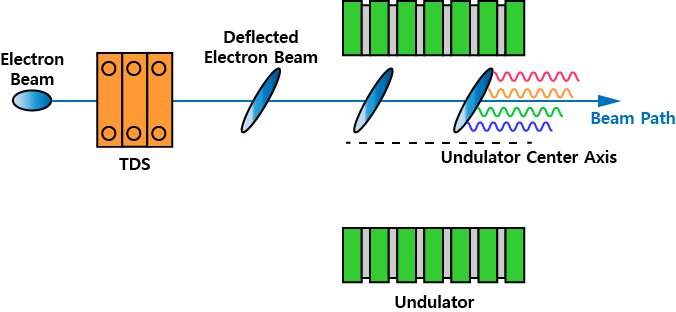 Electron
Beam
TDS
Deflected
Electron Beam
Beam Path
Undulator Center Axis
Undulator